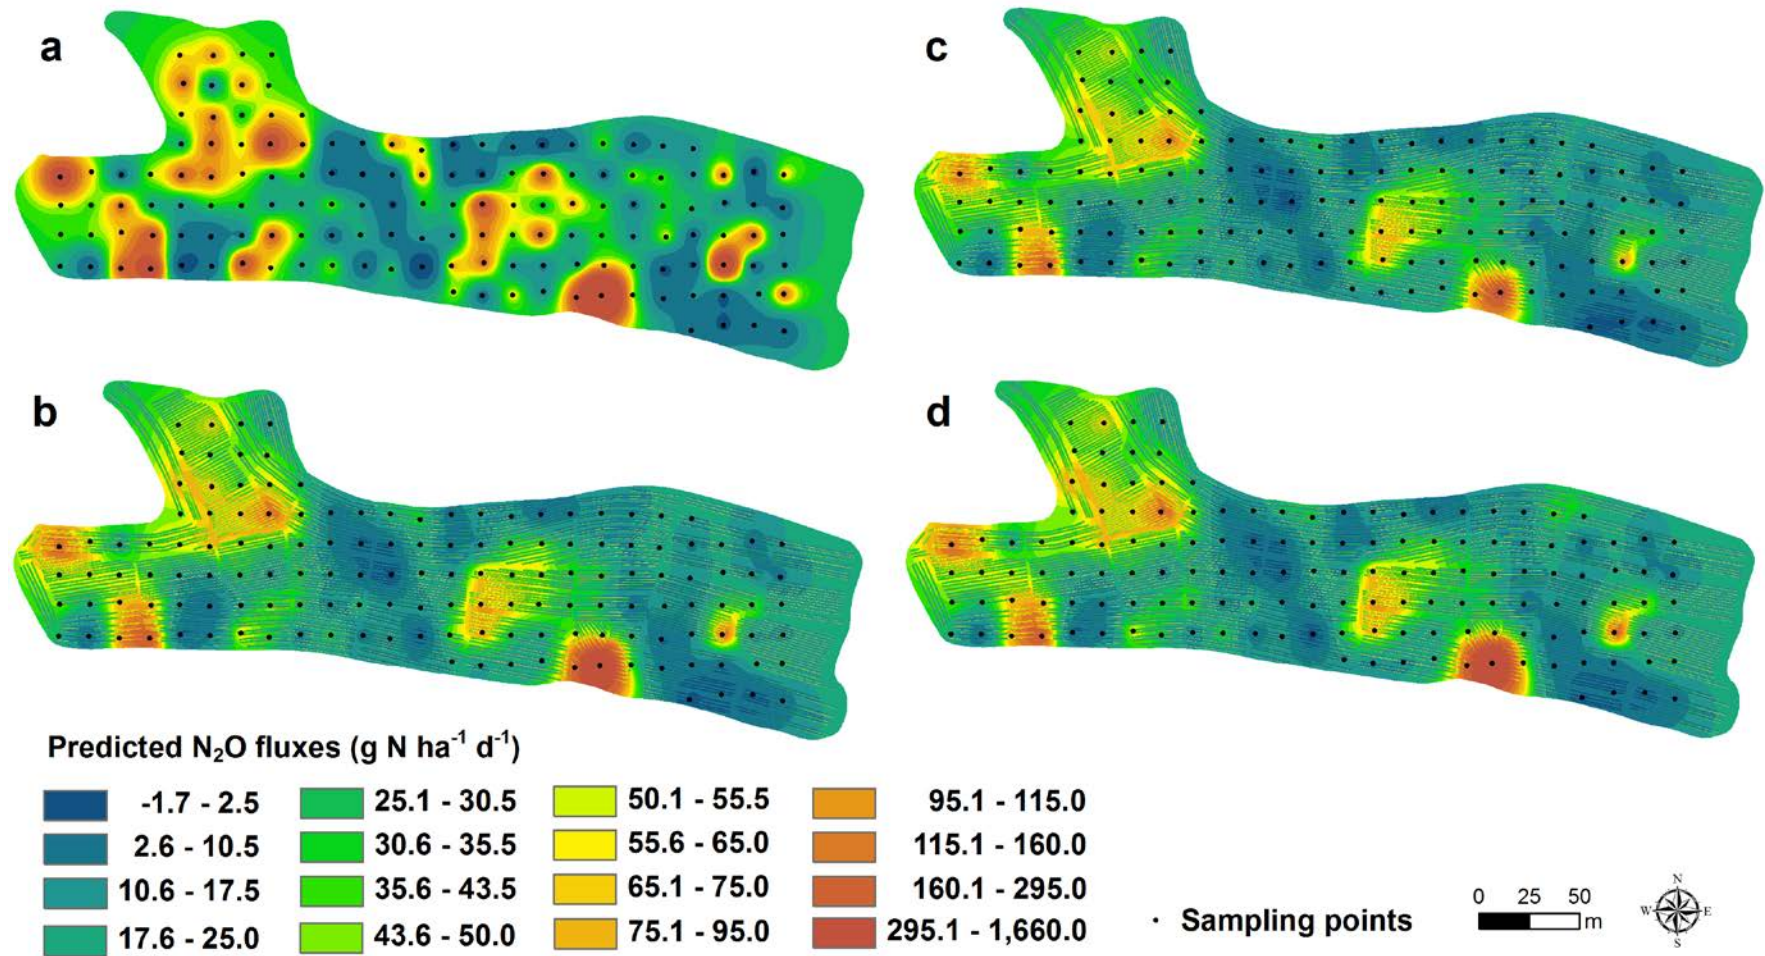 a
c
b
d
Predicted N₂O fluxes (g N ha⁻¹ d⁻¹)
-1.7 - 2.5
25.1 - 30.5
50.1 - 55.5
95.1 - 115.0
2.6 - 10.5
30.6 - 35.5
55.6 - 65.0
115.1 - 160.0
10.6 - 17.5
35.6 - 43.5
65.1 - 75.0
160.1 - 295.0
17.6 - 25.0
43.6 - 50.0
75.1 - 95.0
295.1 - 1,660.0
Sampling points
0 25 50
m
N
W E
S